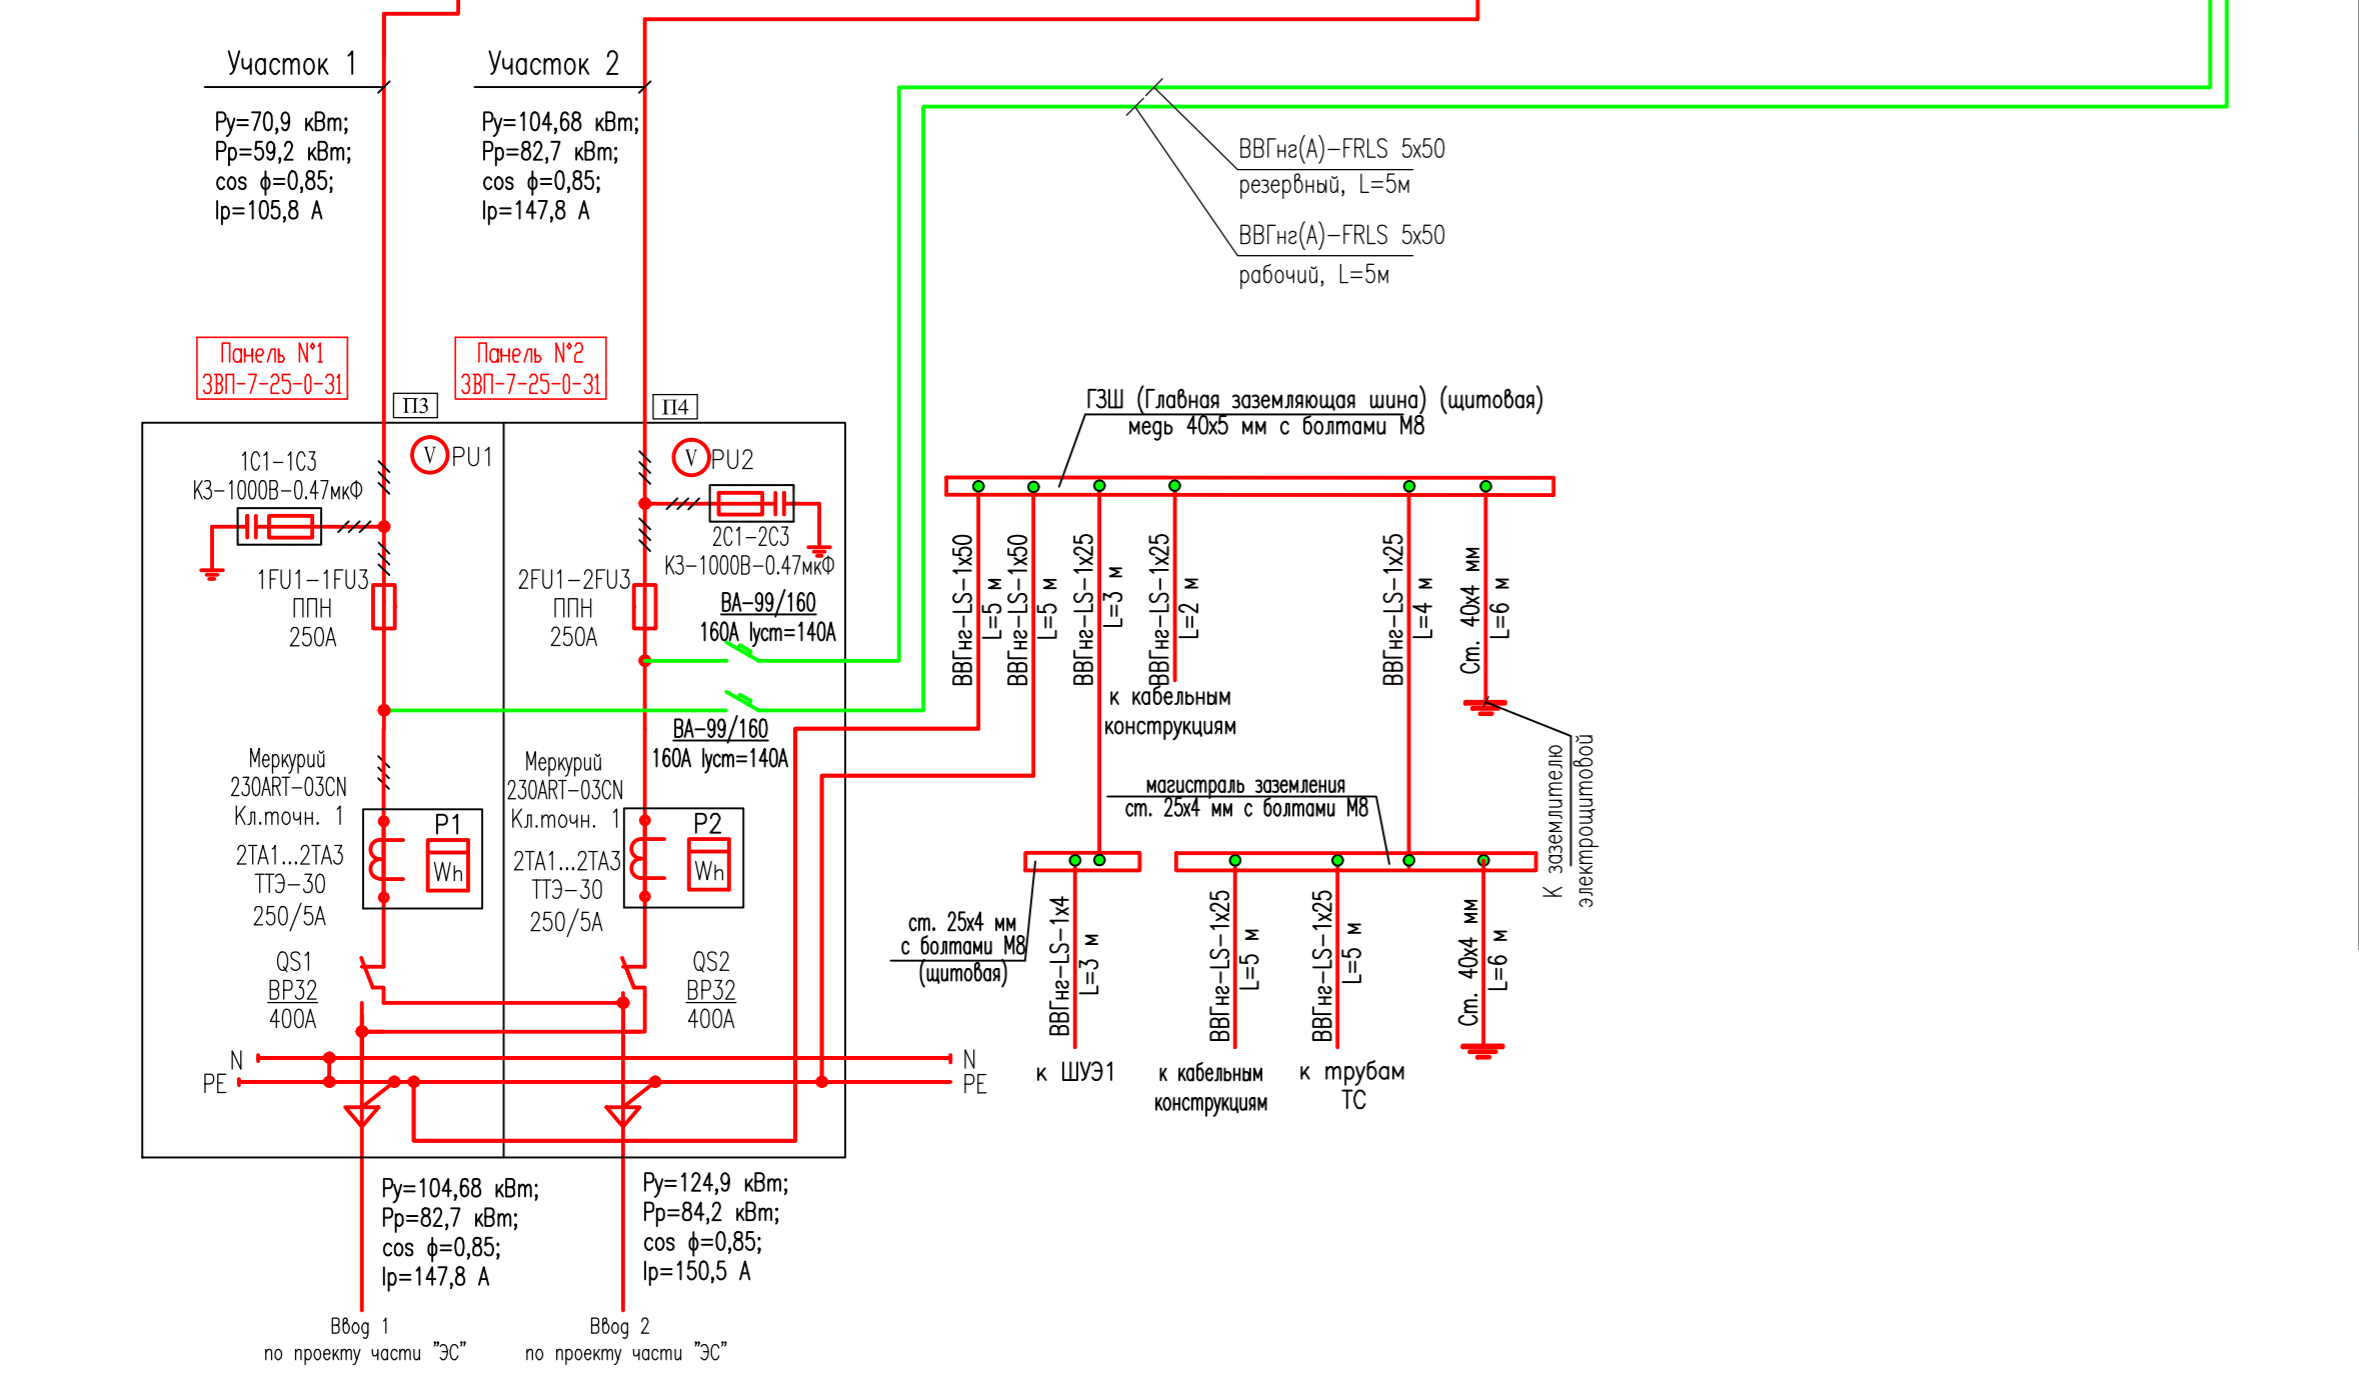 Участок 1
Ру=70,9 кВт;
Рр=59,2 кВт;
cos ф=0,85;
Iр=105,8 А
Участок 2
Ру=104,68 кВт;
Рр=82,7 кВт;
cos ф=0,85;
Iр=147,8 А
ВВГнг(А)-FRLS 5х50
резервный, L=5м
ВВГнг(А)-FRLS 5х50
рабочий, L=5м
Панель N°1
3ВП-7-25-0-31
П3
Панель N°2
3ВП-7-25-0-31
П4
1С1-1С3
К3-1000В-0.47мкФ
V
PU1
1FU1-1FU3
ППН
250А
V
PU2
2С1-2С3
К3-1000В-0.47мкФ
2FU1-2FU3
ППН
250А
ВА-99/160
160А Iуст=140А
ВА-99/160
160А Iуст=140А
Меркурий
230ART-03CN
Кл.точн. 1
2ТА1...2ТА3
ТТЭ-30
250/5А
P1
Wh
Меркурий
230ART-03CN
Кл.точн. 1
2ТА1...2ТА3
ТТЭ-30
250/5А
P2
Wh
QS1
ВР32
400А
QS2
ВР32
400А
N
N
PE
PE
Ру=104,68 кВт;
Рр=82,7 кВт;
cos ф=0,85;
Iр=147,8 А
Ввод 1
по проекту части "ЭС"
Ру=124,9 кВт;
Рр=84,2 кВт;
cos ф=0,85;
Iр=150,5 А
Ввод 2
по проекту части "ЭС"
ГЗШ (Главная заземляющая шина) (щитовая)
медь 40х5 мм с болтами М8
ВВГнг-LS-1х50
L=5 м
ВВГнг-LS-1х50
L=5 м
ВВГнг-LS-1х25
L=3 м
ВВГнг-LS-1х25
L=2 м
к кабельным
конструкциям
ВВГнг-LS-1х25
L=4 м
Ст. 40х4 мм
L=6 м
К заземлителю
электрощитовой
магистраль заземления
ст. 25х4 мм с болтами М8
ст. 25х4 мм
с болтами М8
(щитовая)
ВВГнг-LS-1х4
L=3 м
к ШУЭ1
ВВГнг-LS-1х25
L=5 м
к кабельным
конструкциям
ВВГнг-LS-1х25
L=5 м
к трубам
ТС
Ст. 40х4 мм
L=6 м